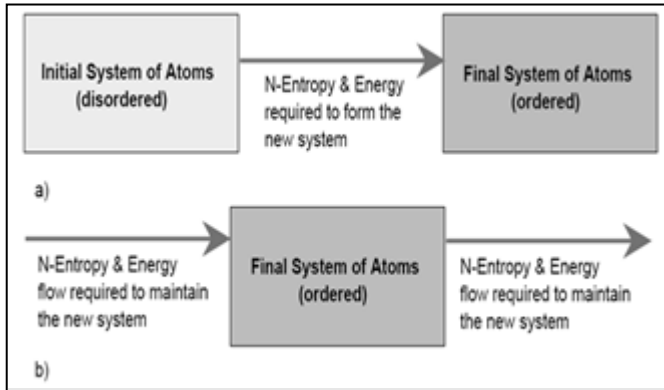 Initial System of Atoms
(disordered)
N-Entropy & Energy
required to form the
new system
Final System of Atoms
(ordered)
a)
N-Entropy & Energy
flow required to maintain
the new system
Final System of Atoms
(ordered)
N-Entropy & Energy
flow required to maintain
the new system
b)